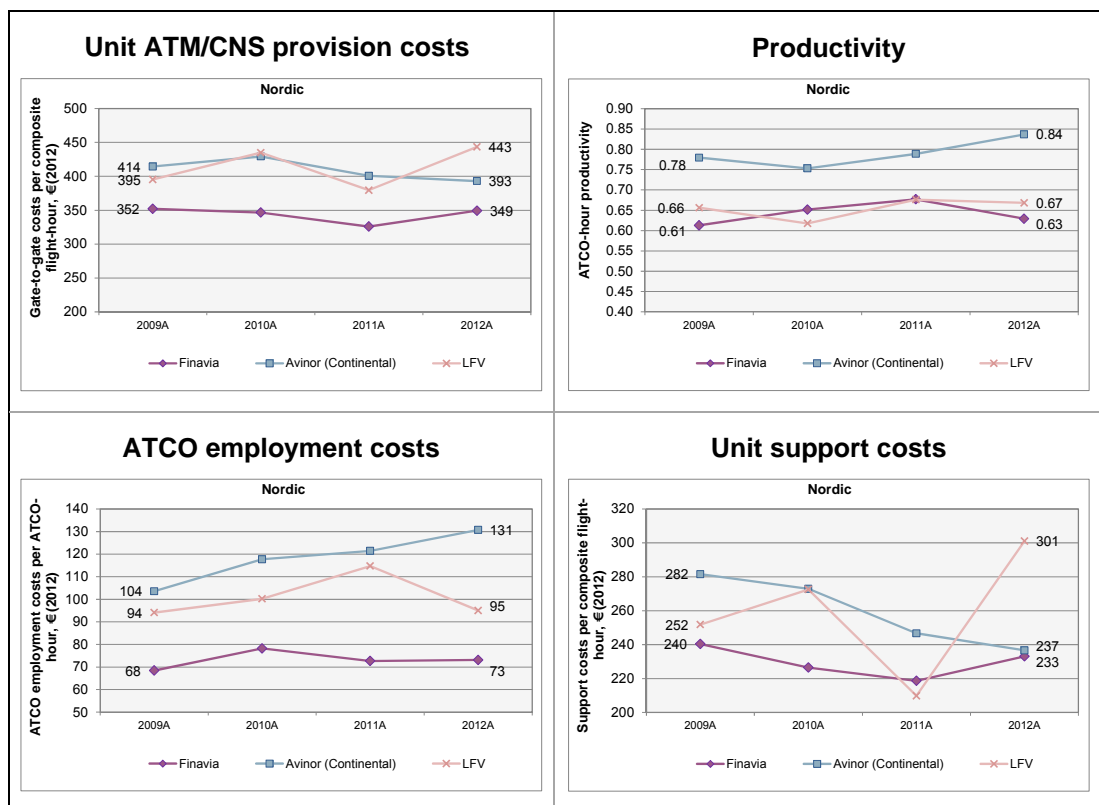 Unit ATM/CNS provision costs
Nordic
Gate-to-gate costs per composite
flight-hour, €(2012)
500
450
400
350
300
250
200
414
395
352
443
393
349
2009A
2010A
2011A
2012A
Finavia
Avinor (Continental)
LFV
Productivity
Nordic
ATCO-hour productivity
0.90
0.85
0.80
0.75
0.70
0.65
0.60
0.55
0.50
0.45
0.40
0.78
0.66
0.61
0.84
0.67
0.63
2009A
2010A
2011A
2012A
Finavia
Avinor (Continental)
LFV
ATCO employment costs
Nordic
ATCO employment costs per ATCO-
hour, €(2012)
140
130
120
110
100
90
80
70
60
50
104
94
68
131
95
73
2009A
2010A
2011A
2012A
Finavia
Avinor (Continental)
LFV
Unit support costs
Nordic
Support costs per composite flight-
hour, €(2012)
320
300
280
260
240
220
200
282
252
240
301
237
233
2009A
2010A
2011A
2012A
Finavia
Avinor (Continental)
LFV